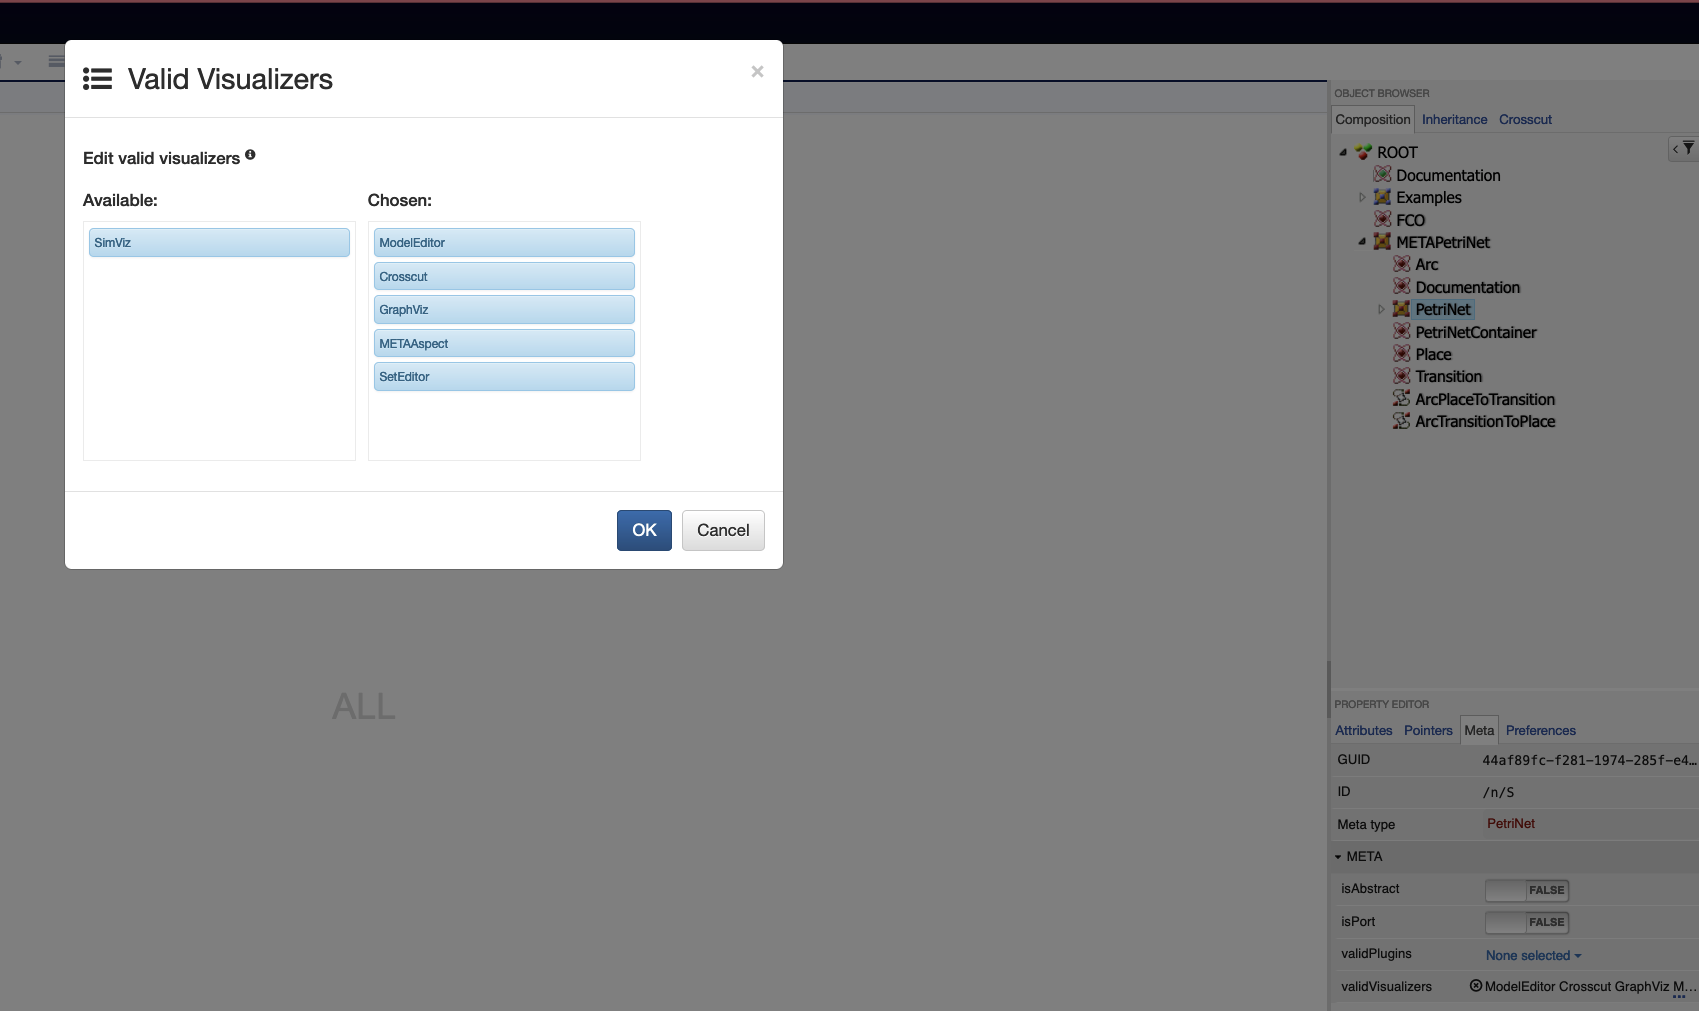 Valid Visualizers
×
Edit valid visualizers
Available:
Chosen:
SimViz
ModelEditor
Crosscut
GraphViz
METAAspect
SetEditor
OK
Cancel
ALL
OBJECT BROWSER
Composition Inheritance Crosscut
ROOT
Documentation
Examples
FCO
METAPetriNet
Arc
Documentation
PetriNet
PetriNetContainer
Place
Transition
ArcPlaceToTransition
ArcTransitionToPlace
PROPERTY EDITOR
Attributes Pointers Meta Preferences
GUID 44af89fc-f281-1974-285f-e4…
ID /n/S
Meta type PetriNet
META
isAbstract FALSE
isPort FALSE
validPlugins None selected
validVisualizers ModelEditor Crosscut GraphViz M…
...